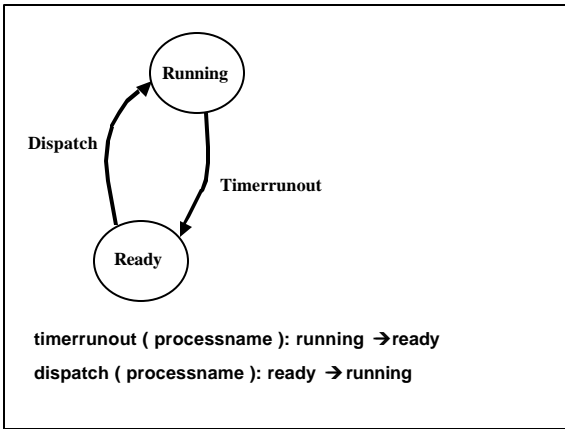 Running
Dispatch
Timerrunout
Ready
timerrunout ( processname ): running →ready
dispatch ( processname ): ready →running